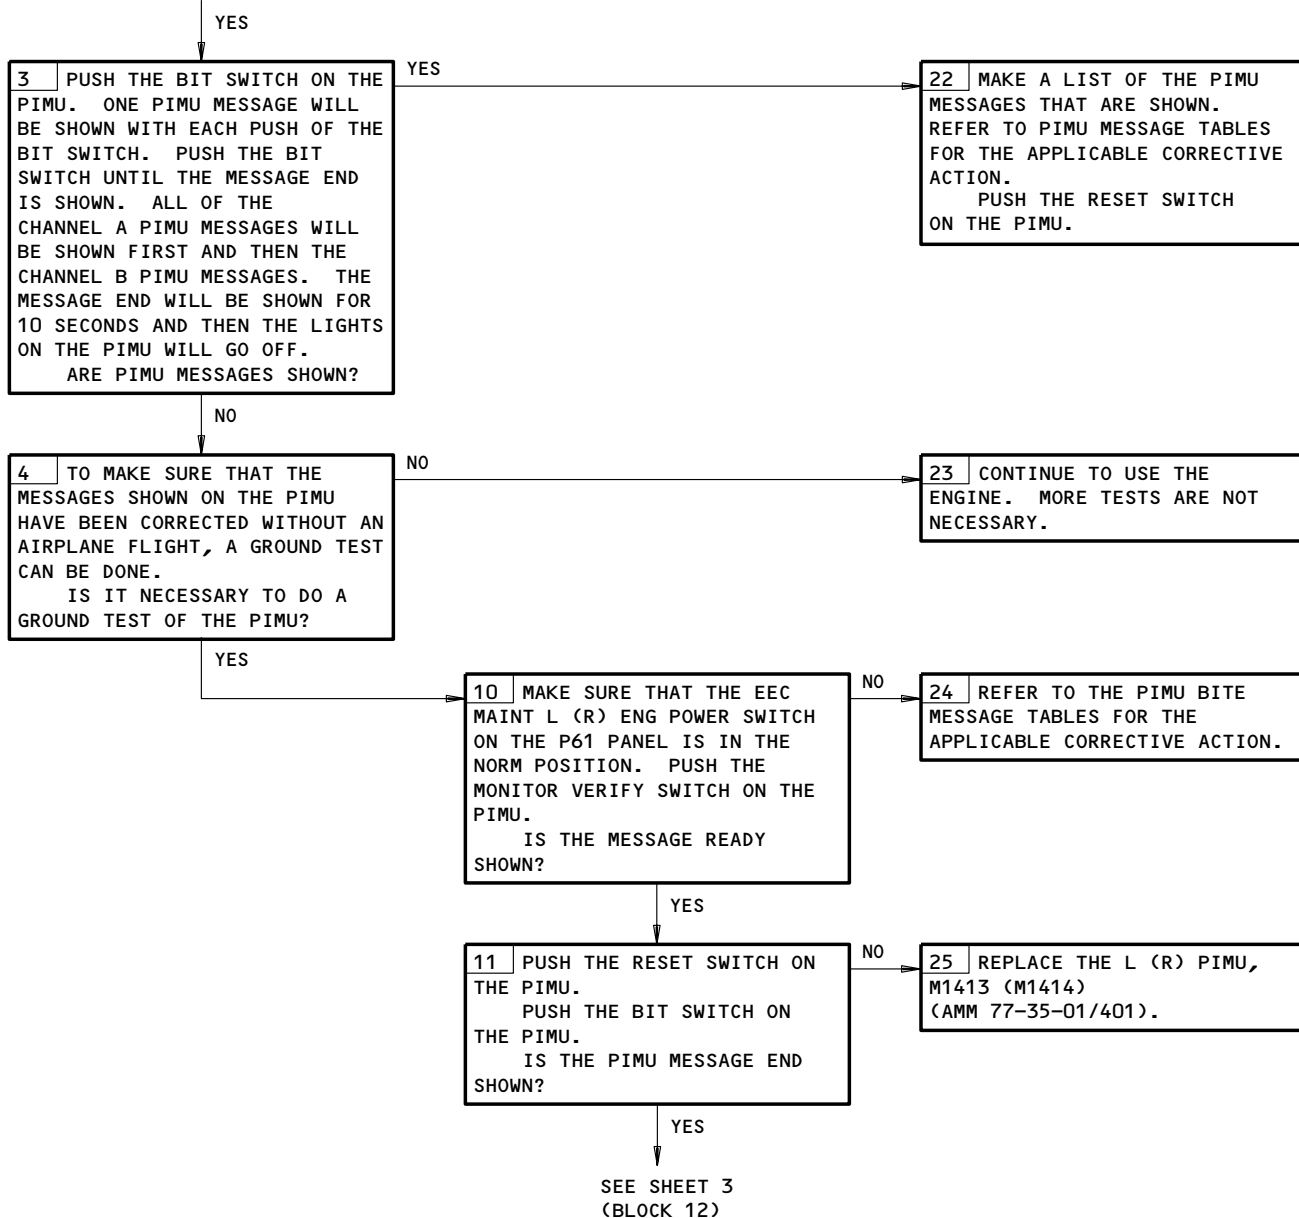 YES
3 PUSH THE BIT SWITCH ON THE
PIMU. ONE PIMU MESSAGE WILL
BE SHOWN WITH EACH PUSH OF THE
BIT SWITCH. PUSH THE BIT
SWITCH UNTIL THE MESSAGE END
IS SHOWN. ALL OF THE
CHANNEL A PIMU MESSAGES WILL
BE SHOWN FIRST AND THEN THE
CHANNEL B PIMU MESSAGES. THE
MESSAGE END WILL BE SHOWN FOR
10 SECONDS AND THEN THE LIGHTS
ON THE PIMU WILL GO OFF.
ARE PIMU MESSAGES SHOWN?
YES
22 MAKE A LIST OF THE PIMU
MESSAGES THAT ARE SHOWN.
REFER TO PIMU MESSAGE TABLES
FOR THE APPLICABLE CORRECTIVE
ACTION.
PUSH THE RESET SWITCH
ON THE PIMU.
NO
4 TO MAKE SURE THAT THE
MESSAGES SHOWN ON THE PIMU
HAVE BEEN CORRECTED WITHOUT AN
AIRPLANE FLIGHT, A GROUND TEST
CAN BE DONE.
IS IT NECESSARY TO DO A
GROUND TEST OF THE PIMU?
NO
23 CONTINUE TO USE THE
ENGINE. MORE TESTS ARE NOT
NECESSARY.
YES
10 MAKE SURE THAT THE EEC
MAINT L (R) ENG POWER SWITCH
ON THE P61 PANEL IS IN THE
NORM POSITION. PUSH THE
MONITOR VERIFY SWITCH ON THE
PIMU.
IS THE MESSAGE READY
SHOWN?
NO
24 REFER TO THE PIMU BITE
MESSAGE TABLES FOR THE
APPLICABLE CORRECTIVE ACTION.
YES
11 PUSH THE RESET SWITCH ON
THE PIMU.
PUSH THE BIT SWITCH ON
THE PIMU.
IS THE PIMU MESSAGE END
SHOWN?
NO
25 REPLACE THE L (R) PIMU,
M1413 (M1414)
(AMM 77-35-01/401).
YES
SEE SHEET 3
(BLOCK 12)